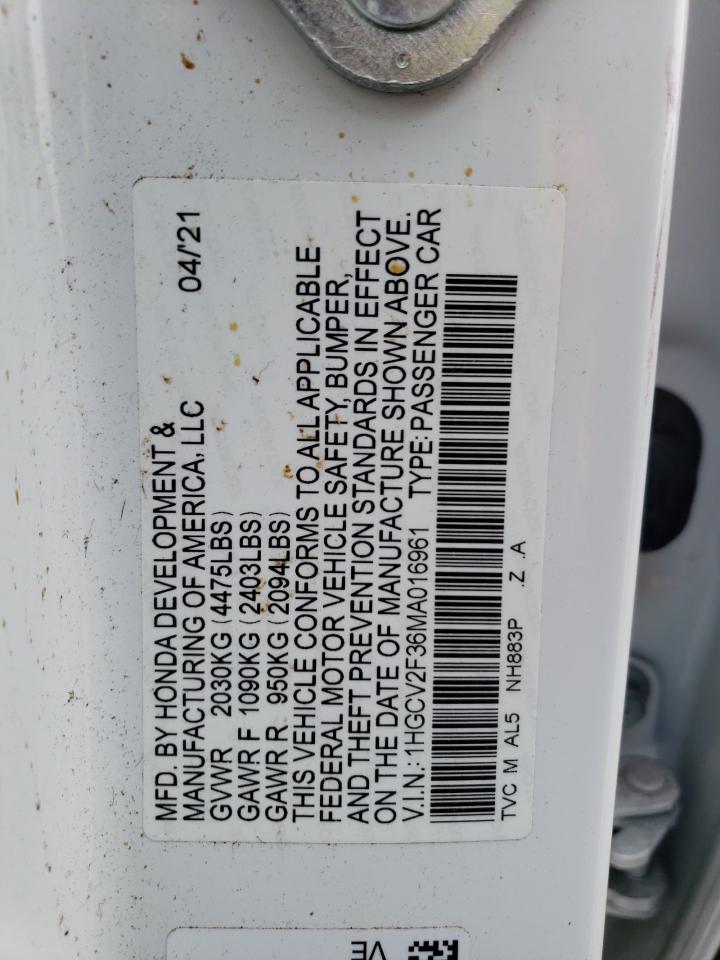 MFD. BY HONDA DEVELOPMENT &
MANUFACTURING OF AMERICA, LLC 04/'21
GVWR 2030KG (4475LBS)
GAWR F 1090KG (2403LBS)
GAWR R 950KG (2094LBS)
THIS VEHICLE CONFORMS TO ALL APPLICABLE
FEDERAL MOTOR VEHICLE SAFETY, BUMPER,
AND THEFT PREVENTION STANDARDS IN EFFECT
ON THE DATE OF MANUFACTURE SHOWN ABOVE.
V.I.N.: 1HGCV2F36MA016961 TYPE: PASSENGER CAR
TVC M AL5 NH883P .Z .A
VE